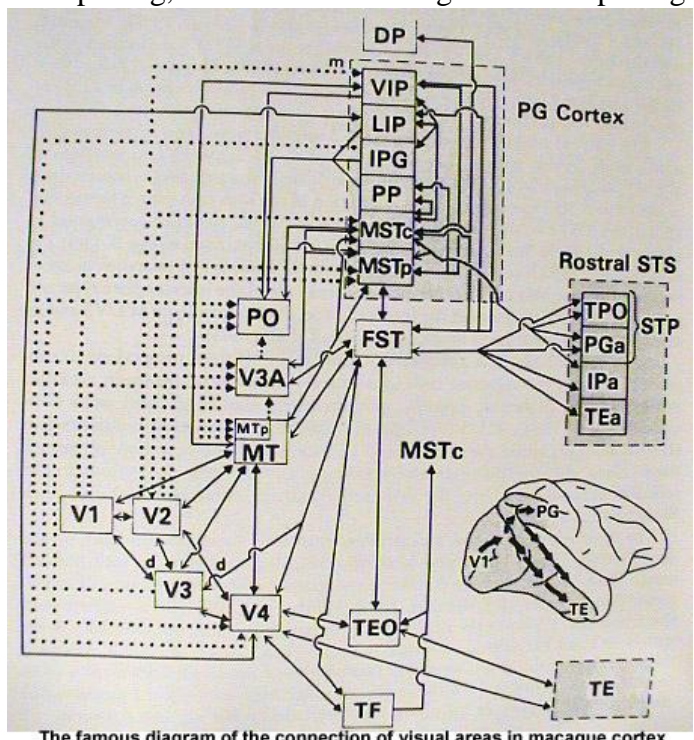 DP
m
VIP
PG Cortex
LIP
IPG
PP
MSTc
MSTp
Rostral STS
TPO
STP
PO
FST
PGa
V3A
IPa
MTp
TEa
MT
MSTc
V1
V2
PG
V1
d
d
V3
TE
V4
TEO
TE
TF
The famous diagram of the connection of visual areas in macaque cortex